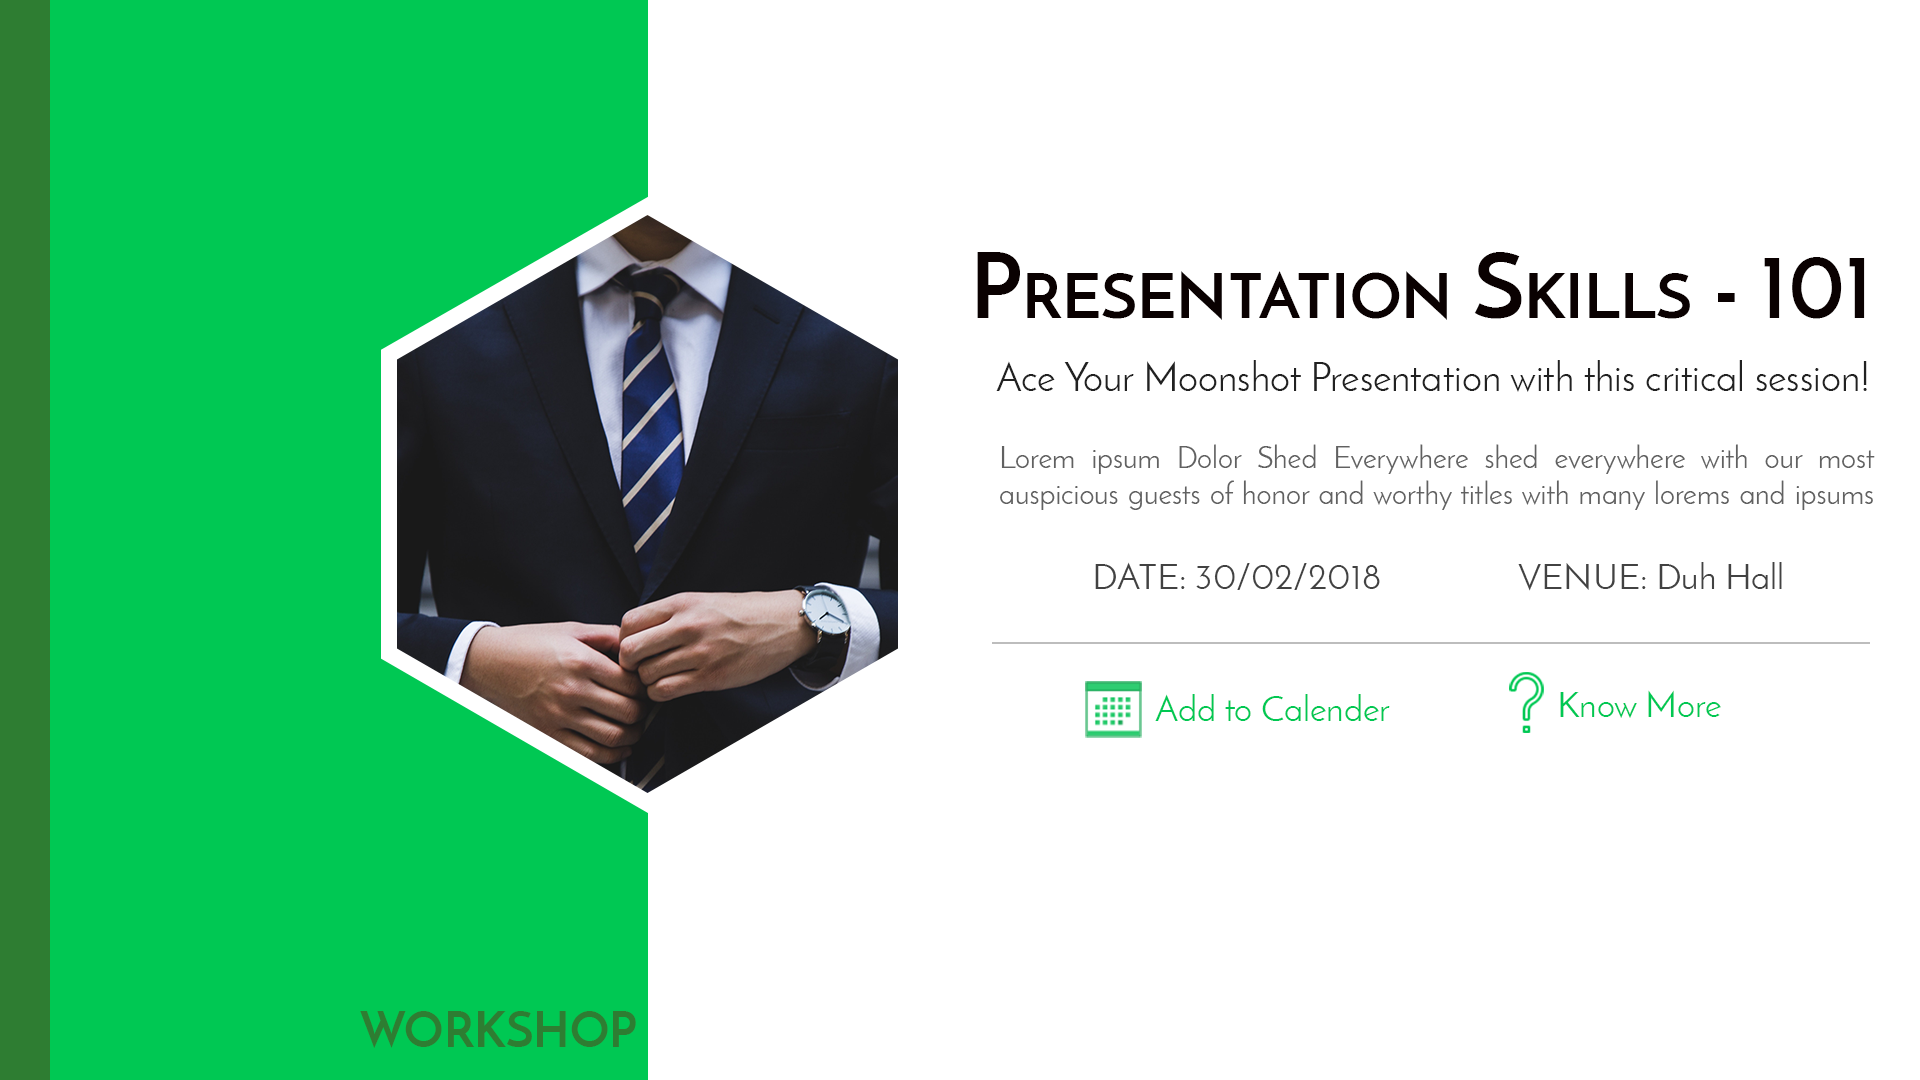 Presentation Skills - 101
Ace Your Moonshot Presentation with this critical session!
Lorem ipsum Dolor Shed Everywhere shed everywhere with our most
auspicious guests of honor and worthy titles with many lorems and ipsums
DATE: 30/02/2018 VENUE: Duh Hall
Add to Calender Know More
WORKSHOP